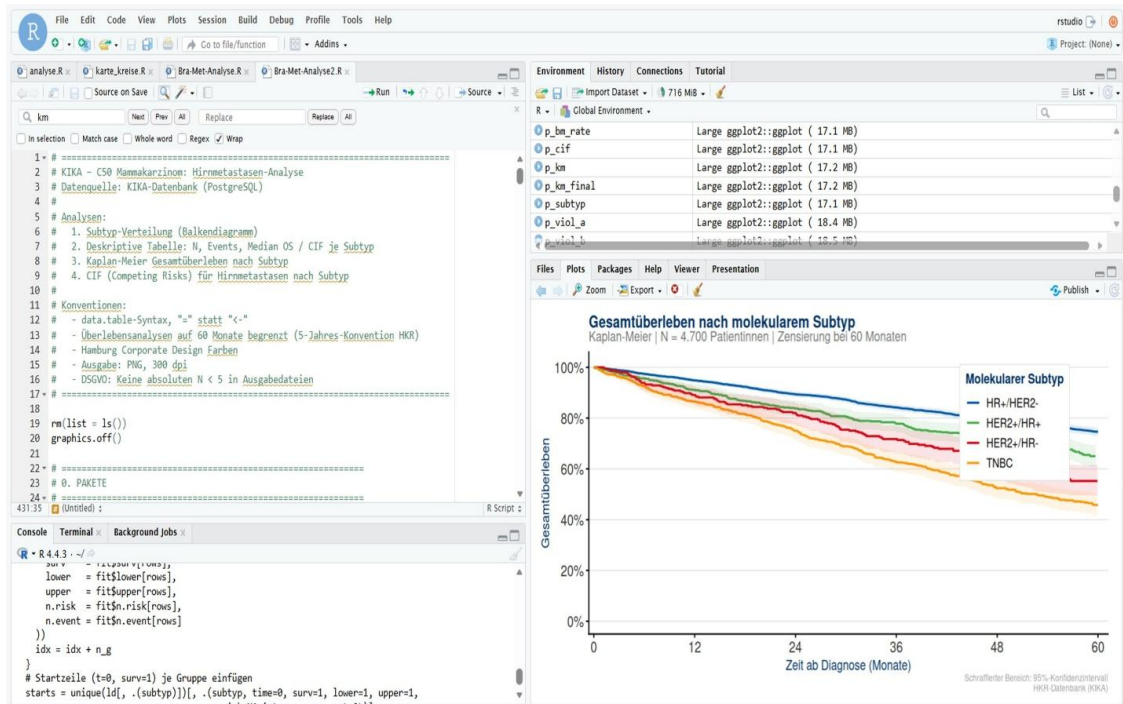 File Edit Code View Plots Session Build Debug Profile Tools Help
rstudio
R
Go to file/function
Addins
Project: (None)
analyse.R
karte_kreise.R
Bra-Met-Analyse.R
Bra-Met-Analyse2.R
Source on Save
Run
Source
km
Next Prev All
Replace
Replace All
In selection Match case Whole word Regex Wrap
1 # =============================================================================
2 # KIKA – C50 Mammakarzinom: Hirnmetastasen-Analyse
3 # Datenquelle: KIKA-Datenbank (PostgreSQL)
4 #
5 # Analysen:
6 #   1. Subtyp-Verteilung (Balkendiagramm)
7 #   2. Deskriptive Tabelle: N, Events, Median OS / CIF je Subtyp
8 #   3. Kaplan-Meier Gesamtüberleben nach Subtyp
9 #   4. CIF (Competing Risks) für Hirnmetastasen nach Subtyp
10 #
11 # Konventionen:
12 #   - data.table-Syntax, "=" statt "<-"
13 #   - Überlebensanalysen auf 60 Monate begrenzt (5-Jahres-Konvention HKR)
14 #   - Hamburg Corporate Design Farben
15 #   - Ausgabe: PNG, 300 dpi
16 #   - DSGVO: Keine absoluten N < 5 in Ausgabedateien
17 # =============================================================================
18
19 rm(list = ls())
20 graphics.off()
21
22 # ============================================================
23 # 0. PAKETE
24 # ============================================================
431:35 (Untitled) R Script
Console Terminal Background Jobs
R 4.4.3 · ~/
surv = fit$surv[rows],
lower = fit$lower[rows],
upper = fit$upper[rows],
n.risk = fit$n.risk[rows],
n.event = fit$n.event[rows]
))
idx = idx + n_g
}
# Startzeile (t=0, surv=1) je Gruppe einfügen
starts = unique(ld[, .(subtyp)])[, .(subtyp, time=0, surv=1, lower=1, upper=1,
Environment History Connections Tutorial
Import Dataset 716 MiB List
R Global Environment
p_bm_rate Large ggplot2::ggplot ( 17.1 MB)
p_cif Large ggplot2::ggplot ( 17.1 MB)
p_km Large ggplot2::ggplot ( 17.2 MB)
p_km_final Large ggplot2::ggplot ( 17.2 MB)
p_subtyp Large ggplot2::ggplot ( 17.1 MB)
p_viol_a Large ggplot2::ggplot ( 18.4 MB)
p_viol_b Large ggplot2::ggplot ( 18.5 MB)
Files Plots Packages Help Viewer Presentation
Zoom Export Publish
Gesamtüberleben nach molekularem Subtyp
Kaplan-Meier | N = 4.700 Patientinnen | Zensierung bei 60 Monaten
Gesamtüberleben
100%
80%
60%
40%
20%
0%
Molekularer Subtyp
HR+/HER2-
HER2+/HR+
HER2+/HR-
TNBC
0 12 24 36 48 60
Zeit ab Diagnose (Monate)
Schraffierter Bereich: 95%-Konfidenzintervall
HKR-Datenbank (KIKA)